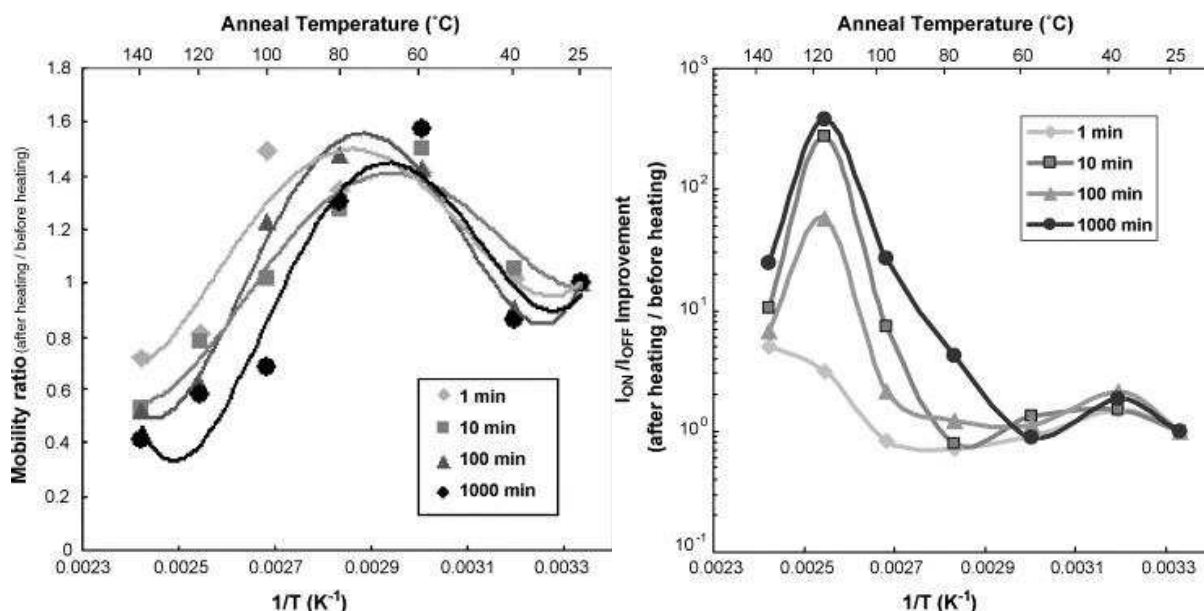 Anneal Temperature (˚C)
140 120 100 80 60 40 25
1.8
1.6
1.4
1.2
1
0.8
0.6
0.4
0.2
0
Mobility ratio (after heating / before heating)
1 min
10 min
100 min
1000 min
0.0023 0.0025 0.0027 0.0029 0.0031 0.0033
1/T (K-1)
Anneal Temperature (˚C)
140 120 100 80 60 40 25
10³
10²
10¹
10⁰
10⁻¹
ION /IOFF Improvement
(after heating / before heating)
1 min
10 min
100 min
1000 min
0.0023 0.0025 0.0027 0.0029 0.0031 0.0033
1/T (K-1)